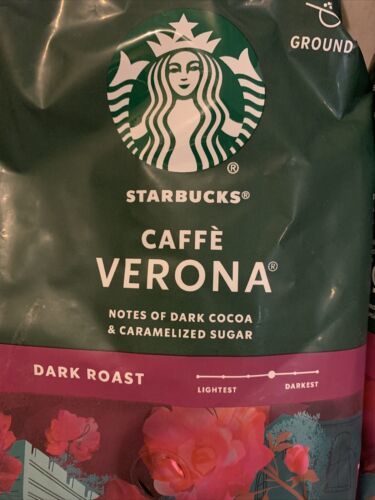 GROUND
®
STARBUCKS®
CAFFÈ
VERONA®
NOTES OF DARK COCOA
& CARAMELIZED SUGAR
DARK ROAST
LIGHTEST DARKEST